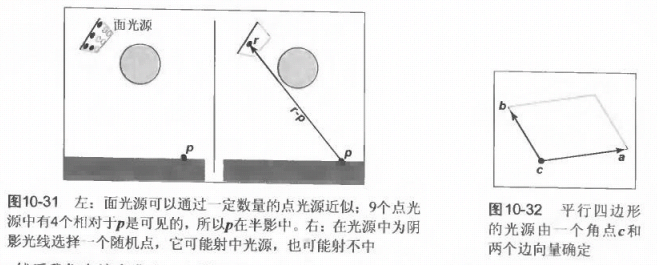 面光源
r
r-p
p
p
图10-31 左：面光源可以通过一定数量的点光源近似；9个点光
源中有4个相对于p是可见的，所以p在半影中。右：在光源中为阴
影光线选择一个随机点，它可能射中光源，也可能射不中
b
c
a
图10-32 平行四边形
的光源由一个角点c和
两个边向量确定